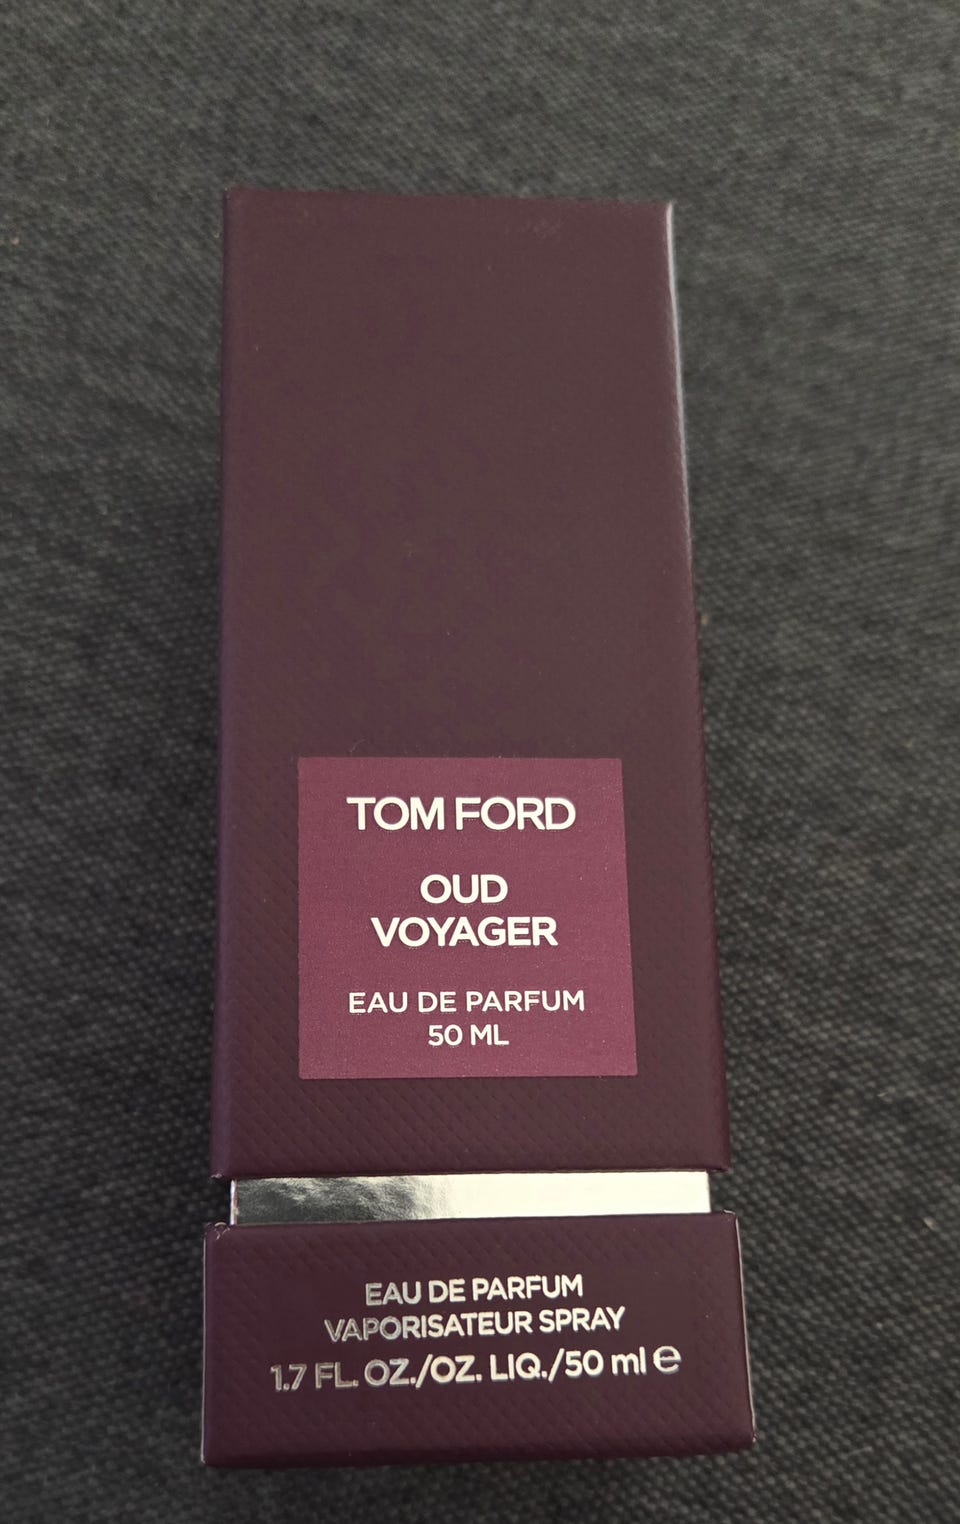 TOM FORD
OUD
VOYAGER
EAU DE PARFUM
50 ML
EAU DE PARFUM
VAPORISATEUR SPRAY
1.7 FL. OZ./OZ. LIQ./50 ml ℮